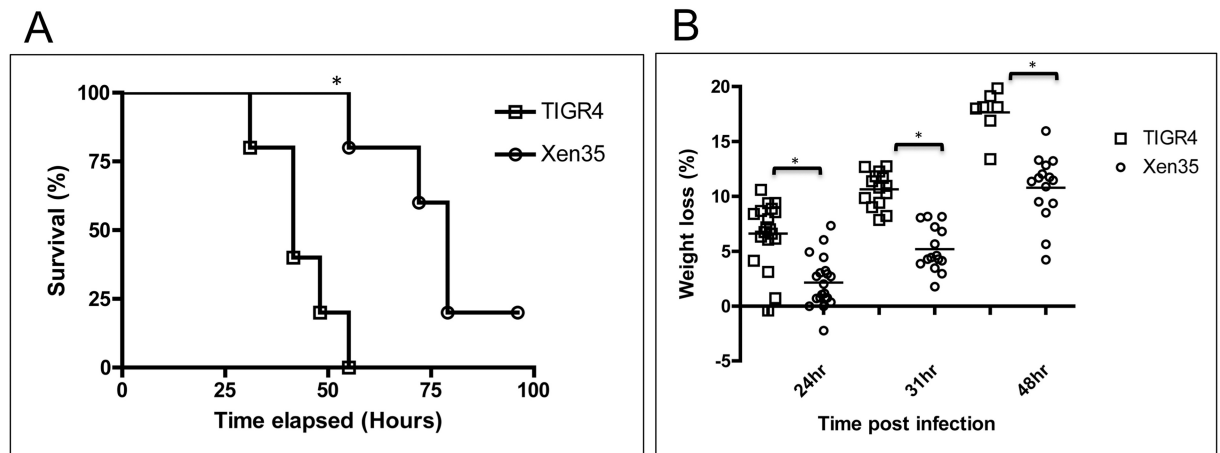 A
B
*
100
75
50
25
0
Survival (%)
0
25
50
75
100
Time elapsed (Hours)
TIGR4
Xen35
20
15
10
5
0
-5
Weight loss (%)
*
*
*
24hr
31hr
48hr
Time post infection
TIGR4
Xen35